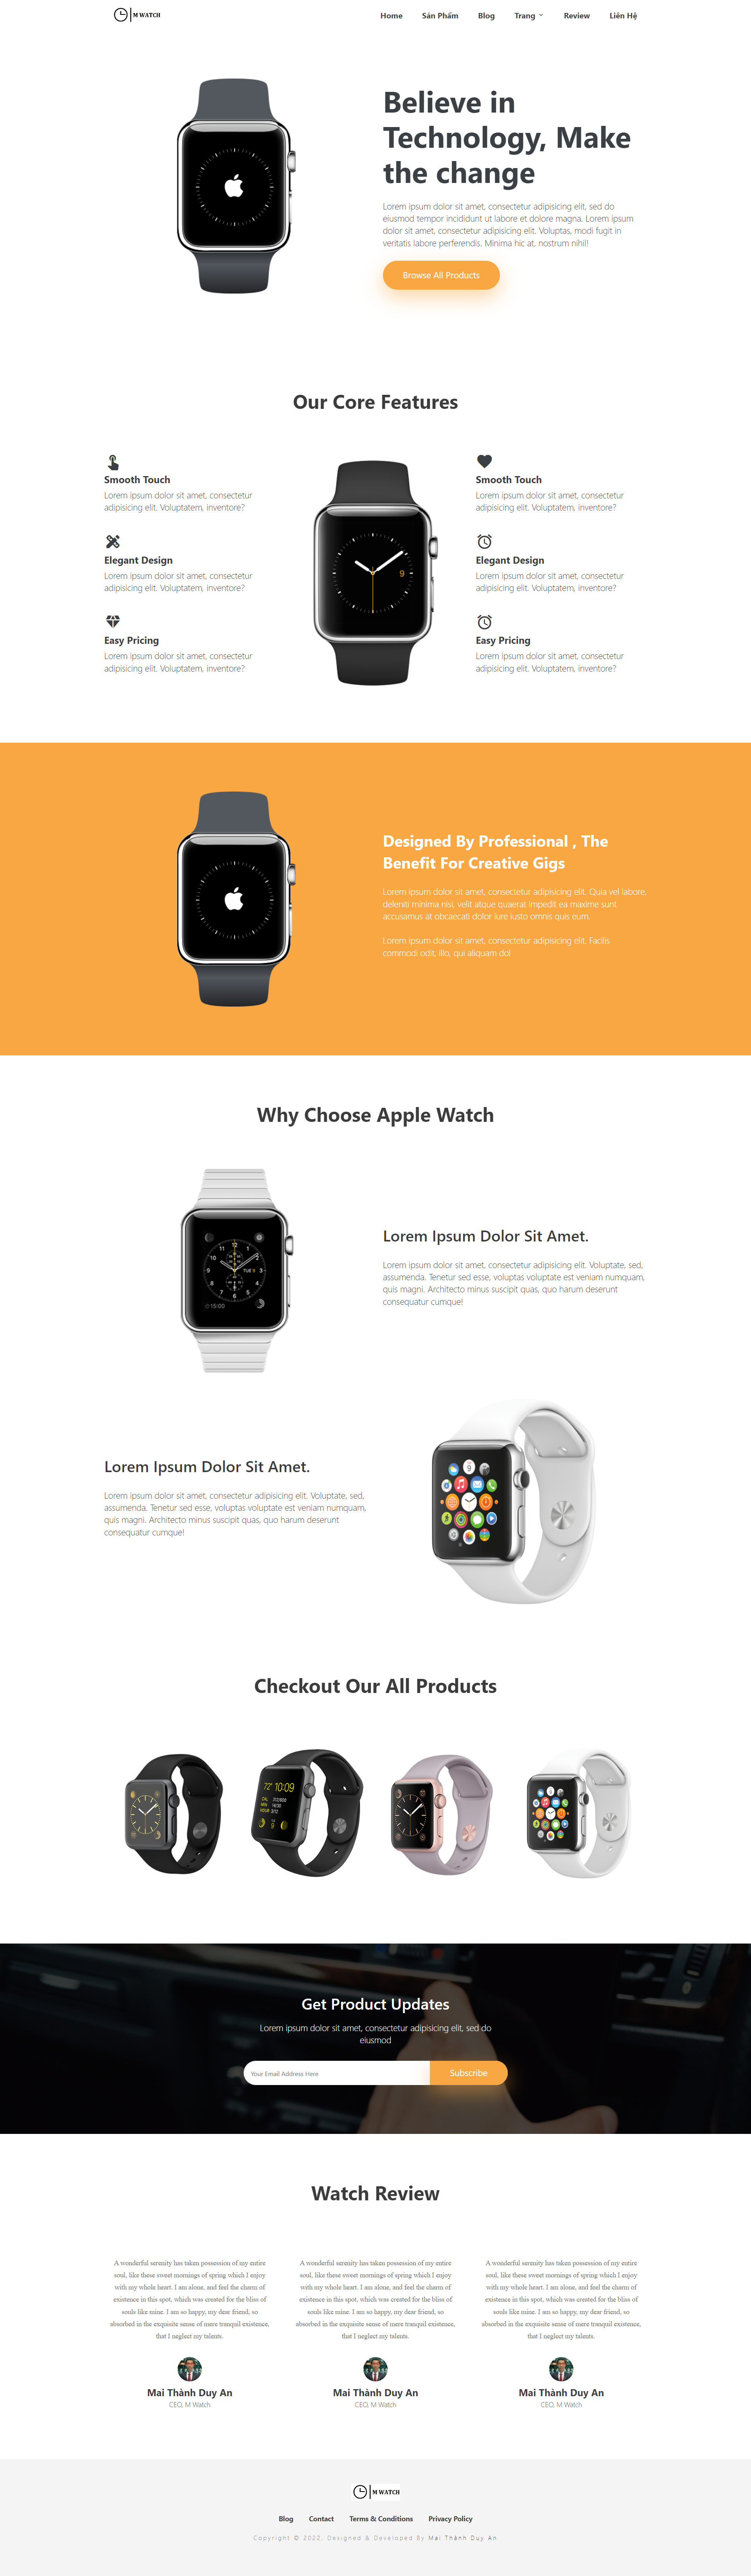 M WATCH
Home Sản Phẩm Blog Trang Review Liên Hệ
Believe in
Technology, Make
the change
Lorem ipsum dolor sit amet, consectetur adipisicing elit, sed do
eiusmod tempor incididunt ut labore et dolore magna. Lorem ipsum
dolor sit amet, consectetur adipisicing elit. Voluptas, modi fugit in
veritatis labore perferendis. Minima hic at, nostrum nihil!
Browse All Products
Our Core Features
Smooth Touch
Lorem ipsum dolor sit amet, consectetur
adipisicing elit. Voluptatem, inventore?
Elegant Design
Lorem ipsum dolor sit amet, consectetur
adipisicing elit. Voluptatem, inventore?
Easy Pricing
Lorem ipsum dolor sit amet, consectetur
adipisicing elit. Voluptatem, inventore?
9
Smooth Touch
Lorem ipsum dolor sit amet, consectetur
adipisicing elit. Voluptatem, inventore?
Elegant Design
Lorem ipsum dolor sit amet, consectetur
adipisicing elit. Voluptatem, inventore?
Easy Pricing
Lorem ipsum dolor sit amet, consectetur
adipisicing elit. Voluptatem, inventore?
Designed By Professional , The
Benefit For Creative Gigs
Lorem ipsum dolor sit amet, consectetur adipisicing elit. Quia vel labore,
deleniti minima nisi, velit atque quaerat impedit ea maxime sunt
accusamus at obcaecati dolor iure iusto omnis quis eum.
Lorem ipsum dolor sit amet, consectetur adipisicing elit. Facilis
commodi odit, illo, qui aliquam dol
Why Choose Apple Watch
TUE 9
15:00
Lorem Ipsum Dolor Sit Amet.
Lorem ipsum dolor sit amet, consectetur adipisicing elit. Voluptate, sed,
assumenda. Tenetur sed esse, voluptas voluptate est veniam numquam,
quis magni. Architecto minus suscipit quas, quo harum deserunt
consequatur cumque!
Lorem Ipsum Dolor Sit Amet.
Lorem ipsum dolor sit amet, consectetur adipisicing elit. Voluptate, sed,
assumenda. Tenetur sed esse, voluptas voluptate est veniam numquam,
quis magni. Architecto minus suscipit quas, quo harum deserunt
consequatur cumque!
9
Checkout Our All Products
72° 10:09
Get Product Updates
Lorem ipsum dolor sit amet, consectetur adipisicing elit, sed do
eiusmod
Your Email Address Here
Subscribe
Watch Review
A wonderful serenity has taken possession of my entire
soul, like these sweet mornings of spring which I enjoy
with my whole heart. I am alone, and feel the charm of
existence in this spot, which was created for the bliss of
souls like mine. I am so happy, my dear friend, so
absorbed in the exquisite sense of mere tranquil existence,
that I neglect my talents.
Mai Thành Duy An
CEO, M Watch
A wonderful serenity has taken possession of my entire
soul, like these sweet mornings of spring which I enjoy
with my whole heart. I am alone, and feel the charm of
existence in this spot, which was created for the bliss of
souls like mine. I am so happy, my dear friend, so
absorbed in the exquisite sense of mere tranquil existence,
that I neglect my talents.
Mai Thành Duy An
CEO, M Watch
A wonderful serenity has taken possession of my entire
soul, like these sweet mornings of spring which I enjoy
with my whole heart. I am alone, and feel the charm of
existence in this spot, which was created for the bliss of
souls like mine. I am so happy, my dear friend, so
absorbed in the exquisite sense of mere tranquil existence,
that I neglect my talents.
Mai Thành Duy An
CEO, M Watch
M WATCH
Blog Contact Terms & Conditions Privacy Policy
Copyright © 2022, Designed & Developed By Mai Thành Duy An